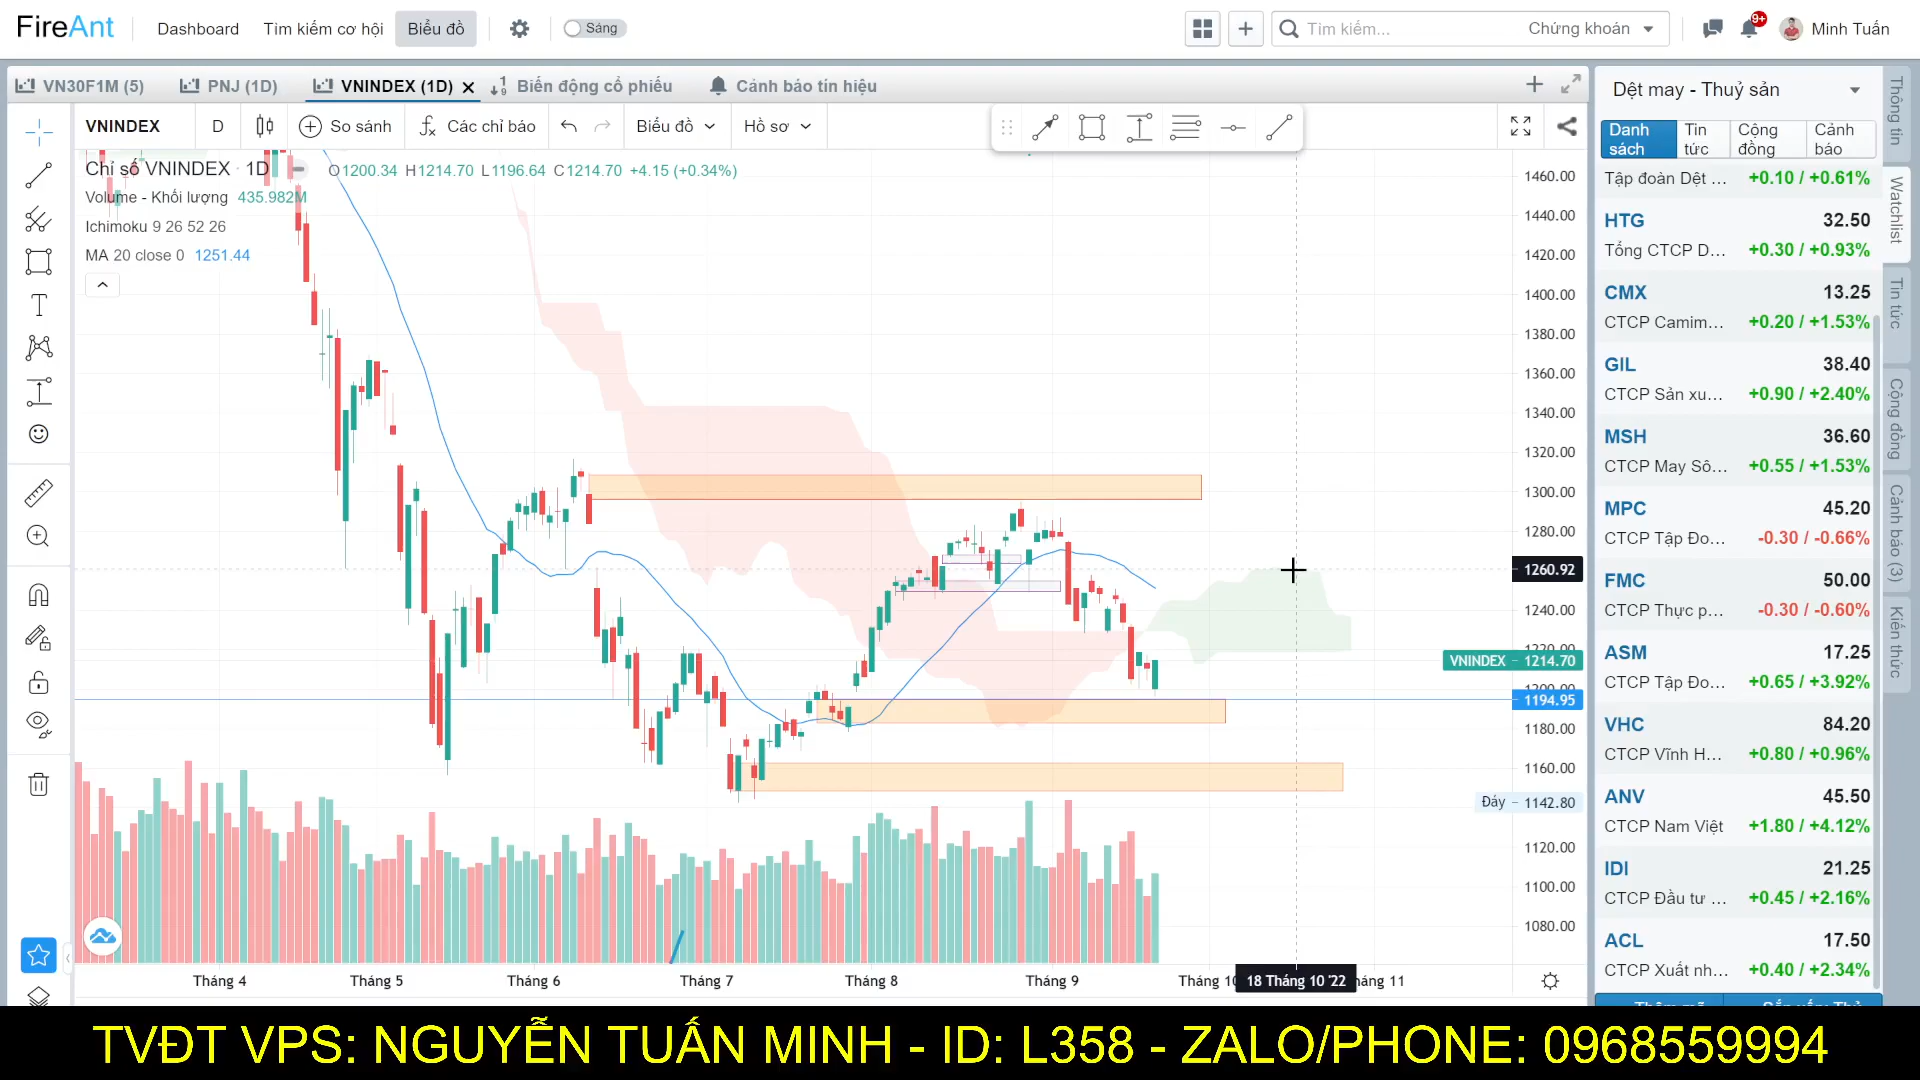 FireAnt
Dashboard
Tìm kiếm cơ hội
Biểu đồ
Sáng
Tìm kiếm...
Chứng khoán
9+
Minh Tuấn
VN30F1M (5)
PNJ (1D)
VNINDEX (1D)
Biến động cổ phiếu
Cảnh báo tín hiệu
VNINDEX
D
So sánh
Các chỉ báo
Biểu đồ
Hồ sơ
Chỉ số VNINDEX · 1D
O1200.34 H1214.70 L1196.64 C1214.70 +4.15 (+0.34%)
Volume - Khối lượng 435.982M
Ichimoku 9 26 52 26
MA 20 close 0 1251.44
1460.00
1440.00
1420.00
1400.00
1380.00
1360.00
1340.00
1320.00
1300.00
1280.00
1260.92
1240.00
1220.00
VNINDEX 1214.70
1200.00
1194.95
1180.00
1160.00
Đáy 1142.80
1120.00
1100.00
1080.00
Tháng 4
Tháng 5
Tháng 6
Tháng 7
Tháng 8
Tháng 9
Tháng 10
18 Tháng 10 '22
háng 11
Dệt may - Thuỷ sản
Danh sách
Tin tức
Cộng đồng
Cảnh báo
Tập đoàn Dệt ... +0.10 / +0.61%
HTG 32.50
Tổng CTCP D... +0.30 / +0.93%
CMX 13.25
CTCP Camim... +0.20 / +1.53%
GIL 38.40
CTCP Sản xu... +0.90 / +2.40%
MSH 36.60
CTCP May Sô... +0.55 / +1.53%
MPC 45.20
CTCP Tập Đo... -0.30 / -0.66%
FMC 50.00
CTCP Thực p... -0.30 / -0.60%
ASM 17.25
CTCP Tập Đo... +0.65 / +3.92%
VHC 84.20
CTCP Vĩnh H... +0.80 / +0.96%
ANV 45.50
CTCP Nam Việt +1.80 / +4.12%
IDI 21.25
CTCP Đầu tư ... +0.45 / +2.16%
ACL 17.50
CTCP Xuất nh... +0.40 / +2.34%
Thông tin
Watchlist
Tin tức
Cộng đồng
Cảnh báo (3)
Kiến thức
TVĐT VPS: NGUYỄN TUẤN MINH - ID: L358 - ZALO/PHONE: 0968559994